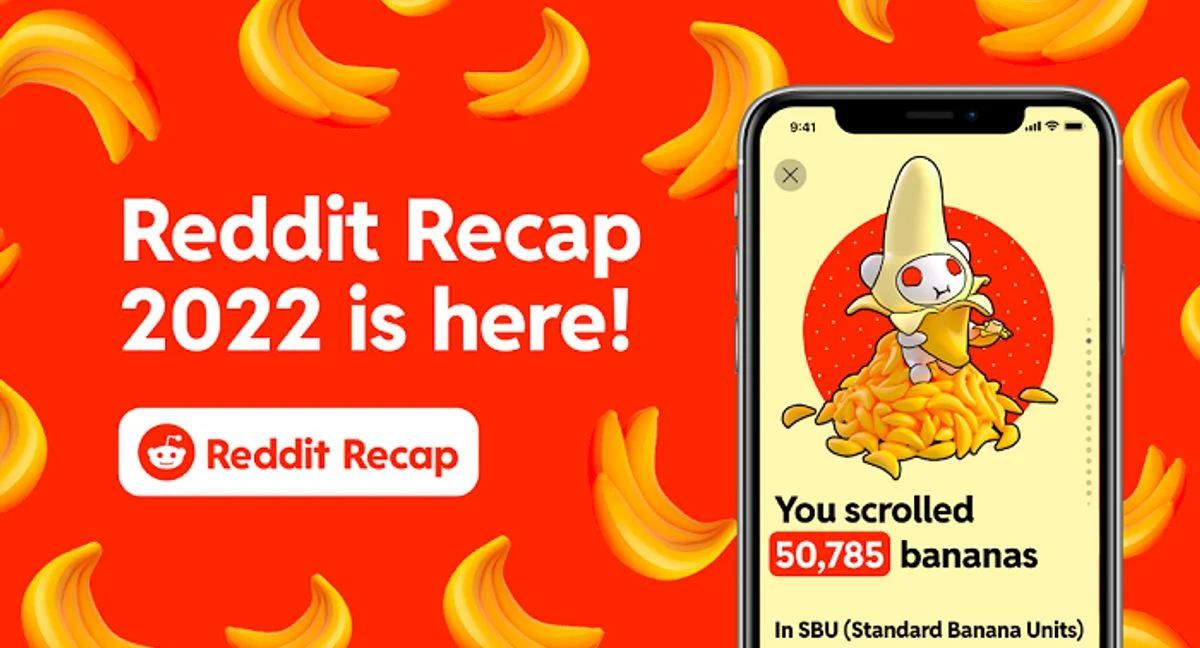 Reddit Recap
2022 is here!
Reddit Recap
9:41
You scrolled
50,785 bananas
In SBU (Standard Banana Units)